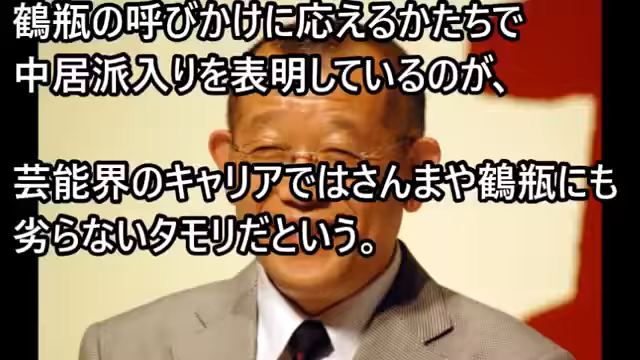 鶴瓶の呼びかけに応えるかたちで
中居派入りを表明しているのが、
芸能界のキャリアではさんまや鶴瓶にも
劣らないタモリだという。